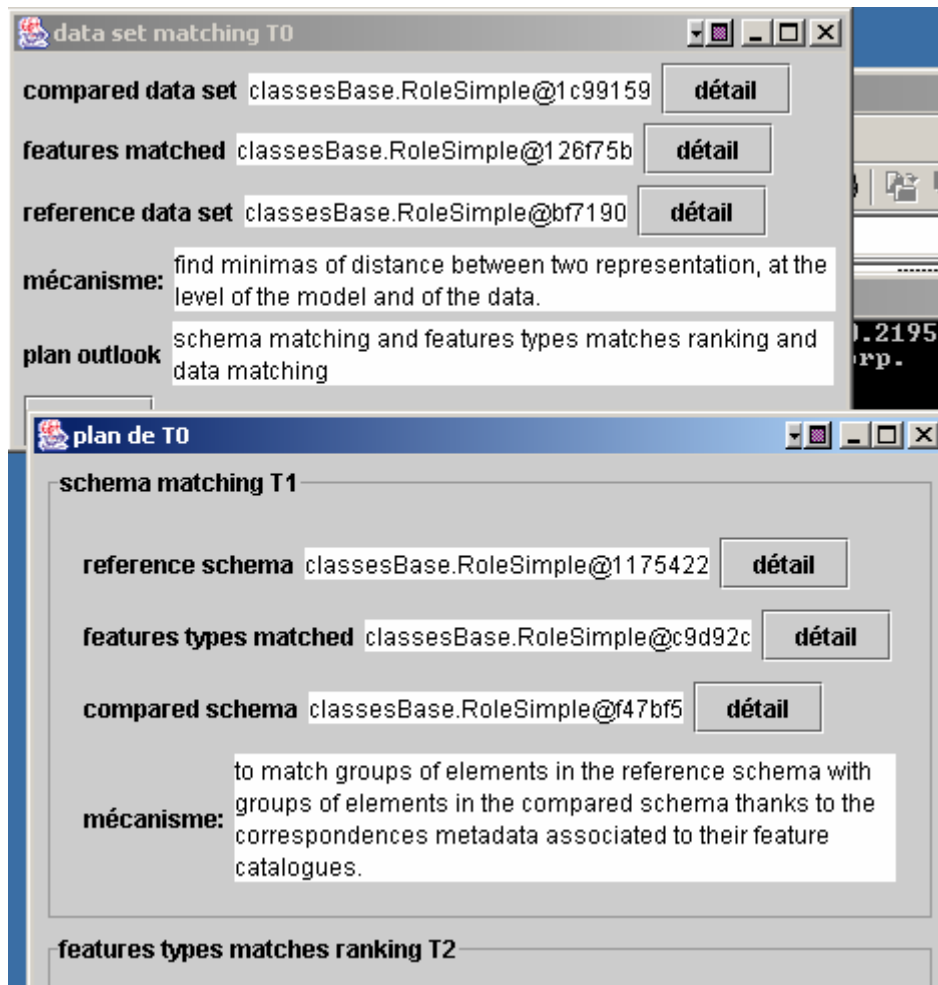 data set matching T0
compared data set classesBase.RoleSimple@1c99159 détail
features matched classesBase.RoleSimple@126f75b détail
reference data set classesBase.RoleSimple@bf7190 détail
mécanisme: find minimas of distance between two representation, at the
level of the model and of the data.
plan outlook schema matching and features types matches ranking and
data matching
.2195
rp.
plan de T0
schema matching T1
reference schema classesBase.RoleSimple@1175422 détail
features types matched classesBase.RoleSimple@c9d92c détail
compared schema classesBase.RoleSimple@f47bf5 détail
to match groups of elements in the reference schema with
groups of elements in the compared schema thanks to the
mécanisme: correspondences metadata associated to their feature
catalogues.
features types matches ranking T2